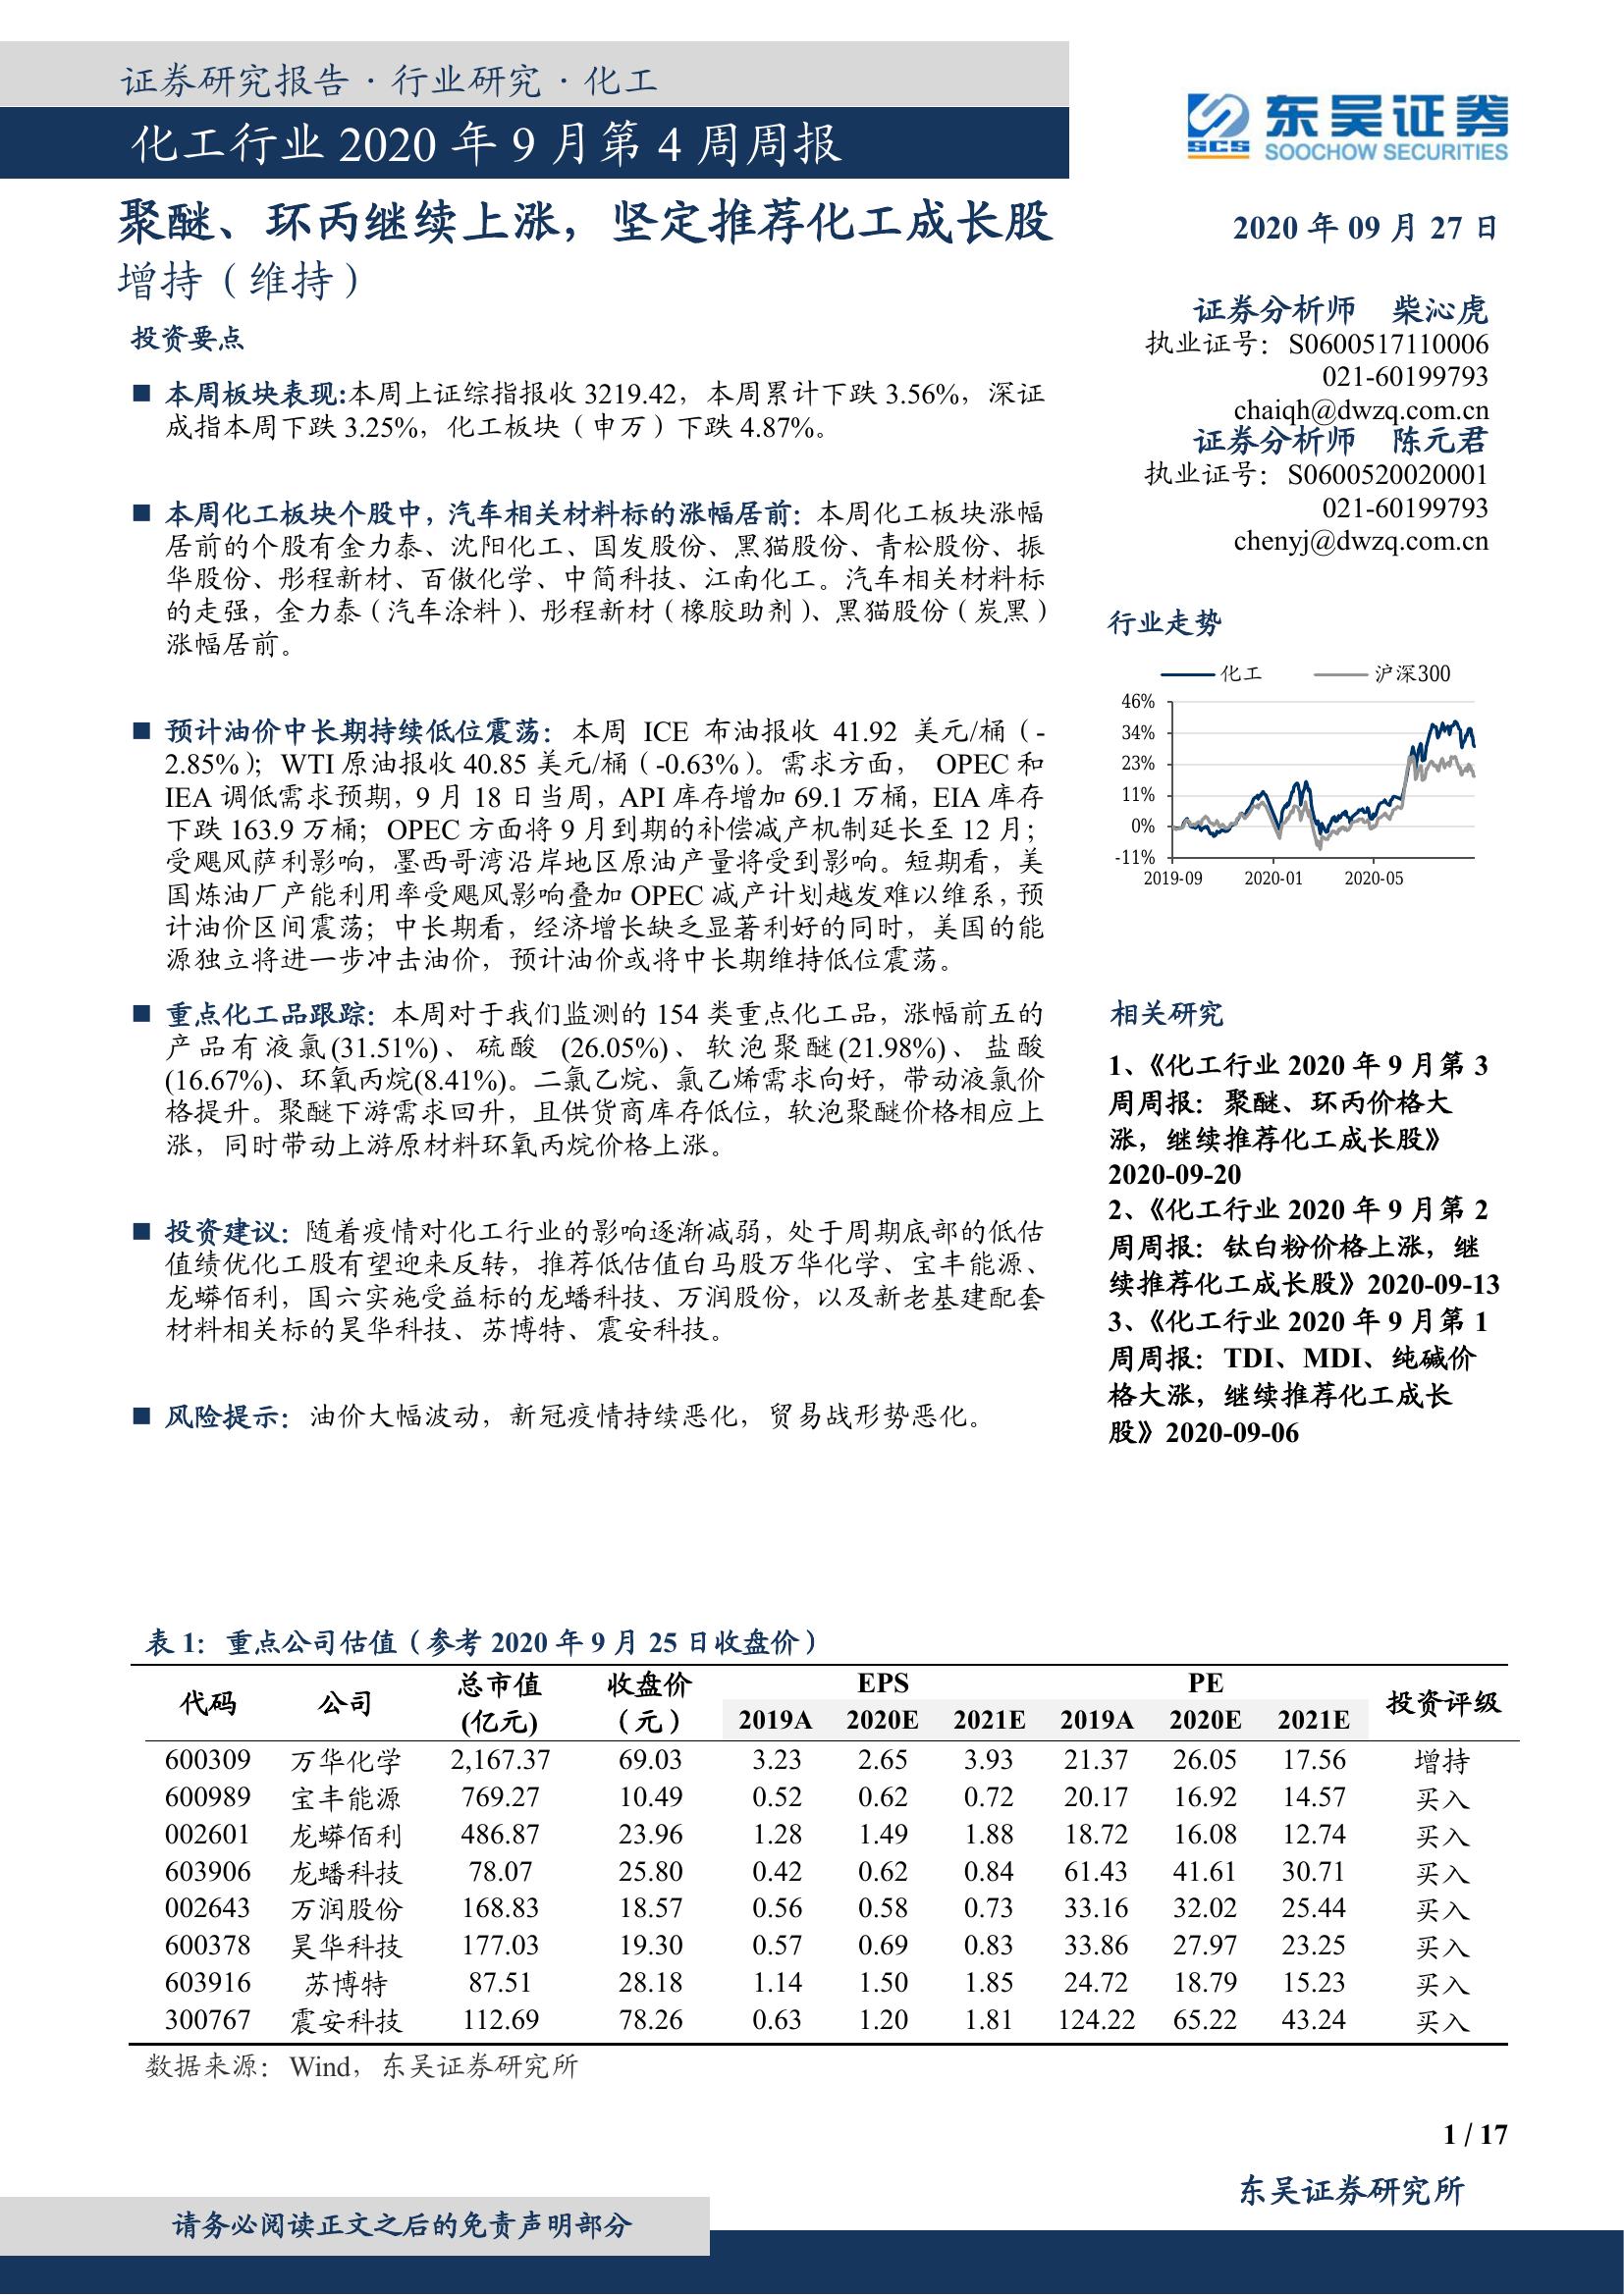 证券研究报告·行业研究·化工
化工行业 2020 年 9 月第 4 周周报
东吴证券
SCS
SOOCHOW SECURITIES
聚醚、环丙继续上涨，坚定推荐化工成长股
增持（维持）
2020 年 09 月 27 日
证券分析师 柴沁虎
执业证号：S0600517110006
021-60199793
chaiqh@dwzq.com.cn
证券分析师 陈元君
执业证号：S0600520020001
021-60199793
chenyj@dwzq.com.cn
投资要点
■ 本周板块表现:本周上证综指报收 3219.42，本周累计下跌 3.56%，深证
成指本周下跌 3.25%，化工板块（申万）下跌 4.87%。
■ 本周化工板块个股中，汽车相关材料标的涨幅居前：本周化工板块涨幅
居前的个股有金力泰、沈阳化工、国发股份、黑猫股份、青松股份、振
华股份、彤程新材、百傲化学、中简科技、江南化工。汽车相关材料标
的走强，金力泰（汽车涂料）、彤程新材（橡胶助剂）、黑猫股份（炭黑）
涨幅居前。
■ 预计油价中长期持续低位震荡：本周 ICE 布油报收 41.92 美元/桶（-
2.85%）；WTI 原油报收 40.85 美元/桶（-0.63%）。需求方面， OPEC 和
IEA 调低需求预期，9 月 18 日当周，API 库存增加 69.1 万桶，EIA 库存
下跌 163.9 万桶；OPEC 方面将 9 月到期的补偿减产机制延长至 12 月；
受飓风萨利影响，墨西哥湾沿岸地区原油产量将受到影响。短期看，美
国炼油厂产能利用率受飓风影响叠加 OPEC 减产计划越发难以维系，预
计油价区间震荡；中长期看，经济增长缺乏显著利好的同时，美国的能
源独立将进一步冲击油价，预计油价或将中长期维持低位震荡。
■ 重点化工品跟踪：本周对于我们监测的 154 类重点化工品，涨幅前五的
产品有液氯(31.51%)、硫酸 (26.05%)、软泡聚醚(21.98%)、盐酸
(16.67%)、环氧丙烷(8.41%)。二氯乙烷、氯乙烯需求向好，带动液氯价
格提升。聚醚下游需求回升，且供货商库存低位，软泡聚醚价格相应上
涨，同时带动上游原材料环氧丙烷价格上涨。
■ 投资建议：随着疫情对化工行业的影响逐渐减弱，处于周期底部的低估
值绩优化工股有望迎来反转，推荐低估值白马股万华化学、宝丰能源、
龙蟒佰利，国六实施受益标的龙蟠科技、万润股份，以及新老基建配套
材料相关标的昊华科技、苏博特、震安科技。
■ 风险提示：油价大幅波动，新冠疫情持续恶化，贸易战形势恶化。
行业走势
化工 沪深300
46%
34%
23%
11%
0%
-11%
2019-09 2020-01 2020-05
相关研究
1、《化工行业 2020 年 9 月第 3
周周报：聚醚、环丙价格大
涨，继续推荐化工成长股》
2020-09-20
2、《化工行业 2020 年 9 月第 2
周周报：钛白粉价格上涨，继
续推荐化工成长股》2020-09-13
3、《化工行业 2020 年 9 月第 1
周周报：TDI、MDI、纯碱价
格大涨，继续推荐化工成长
股》2020-09-06
表 1：重点公司估值（参考 2020 年 9 月 25 日收盘价）
代码 公司 总市值 (亿元) 收盘价 （元） EPS PE 投资评级
2019A 2020E 2021E 2019A 2020E 2021E
600309 万华化学 2,167.37 69.03 3.23 2.65 3.93 21.37 26.05 17.56 增持
600989 宝丰能源 769.27 10.49 0.52 0.62 0.72 20.17 16.92 14.57 买入
002601 龙蟒佰利 486.87 23.96 1.28 1.49 1.88 18.72 16.08 12.74 买入
603906 龙蟠科技 78.07 25.80 0.42 0.62 0.84 61.43 41.61 30.71 买入
002643 万润股份 168.83 18.57 0.56 0.58 0.73 33.16 32.02 25.44 买入
600378 昊华科技 177.03 19.30 0.57 0.69 0.83 33.86 27.97 23.25 买入
603916 苏博特 87.51 28.18 1.14 1.50 1.85 24.72 18.79 15.23 买入
300767 震安科技 112.69 78.26 0.63 1.20 1.81 124.22 65.22 43.24 买入
数据来源：Wind，东吴证券研究所
1 / 17
东吴证券研究所
请务必阅读正文之后的免责声明部分